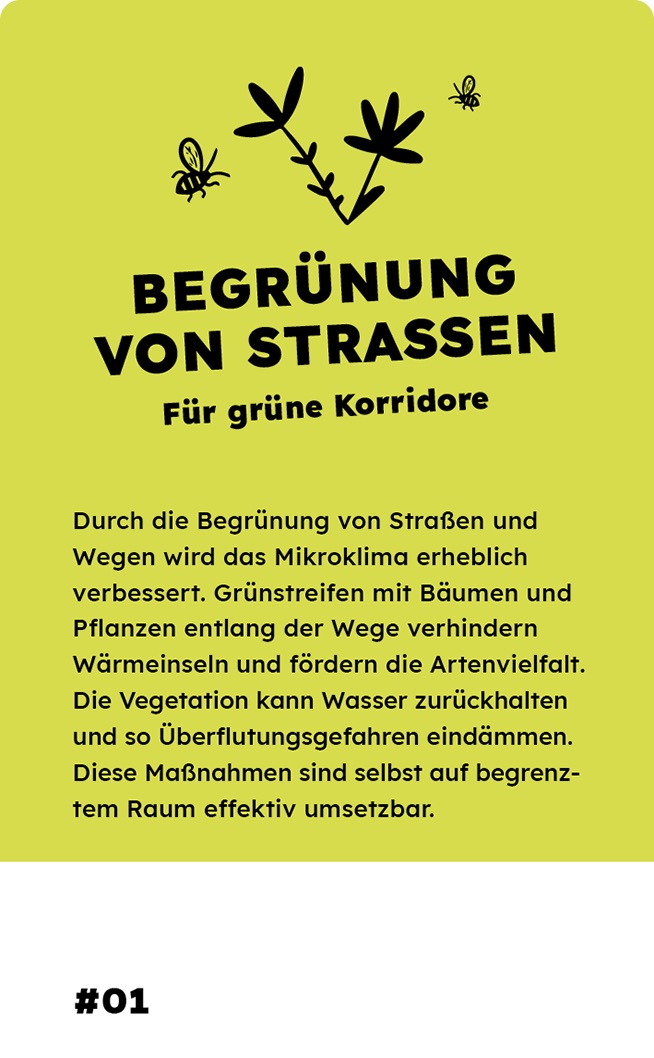 BEGRÜNUNG
VON STRASSEN
Für grüne Korridore
Durch die Begrünung von Straßen und
Wegen wird das Mikroklima erheblich
verbessert. Grünstreifen mit Bäumen und
Pflanzen entlang der Wege verhindern
Wärmeinseln und fördern die Artenvielfalt.
Die Vegetation kann Wasser zurückhalten
und so Überflutungsgefahren eindämmen.
Diese Maßnahmen sind selbst auf begrenz-
tem Raum effektiv umsetzbar.
#01